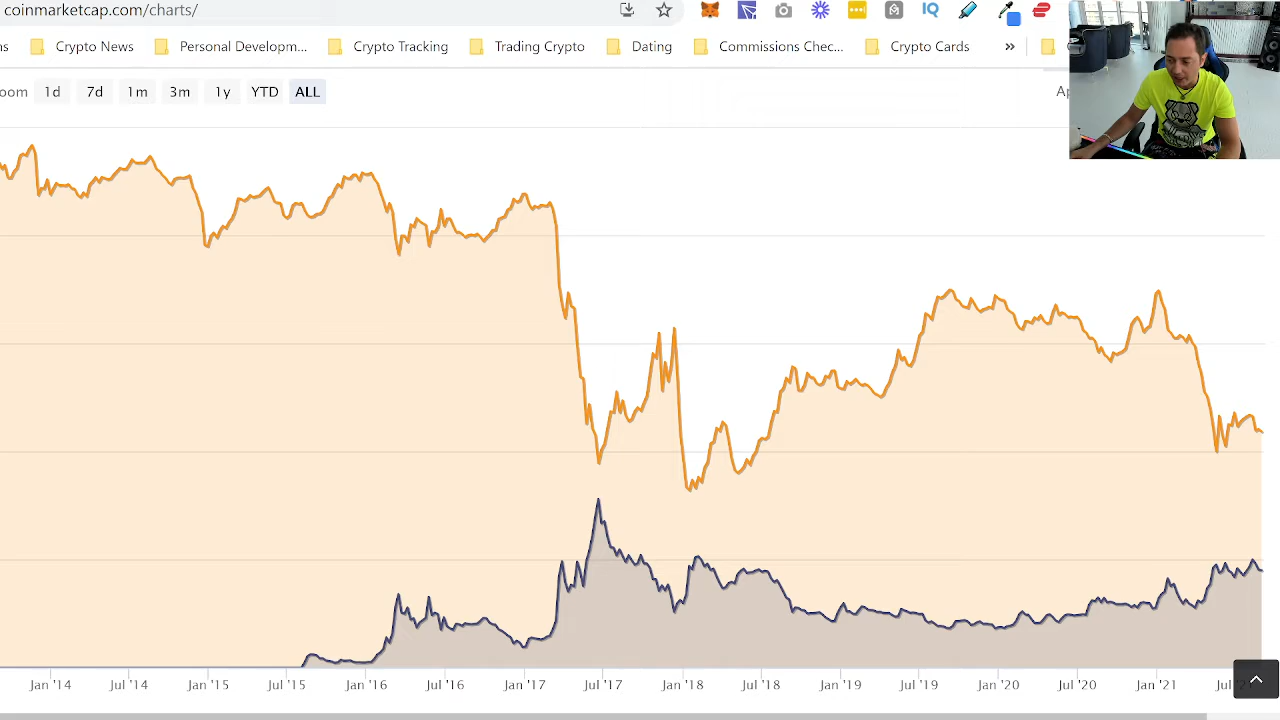 coinmarketcap.com/charts/
ns Crypto News Personal Developm... Crypto Tracking Trading Crypto Dating Commissions Chec... Crypto Cards »
oom 1d 7d 1m 3m 1y YTD ALL Ap
Jan '14 Jul '14 Jan '15 Jul '15 Jan '16 Jul '16 Jan '17 Jul '17 Jan '18 Jul '18 Jan '19 Jul '19 Jan '20 Jul '20 Jan '21 Jul '21